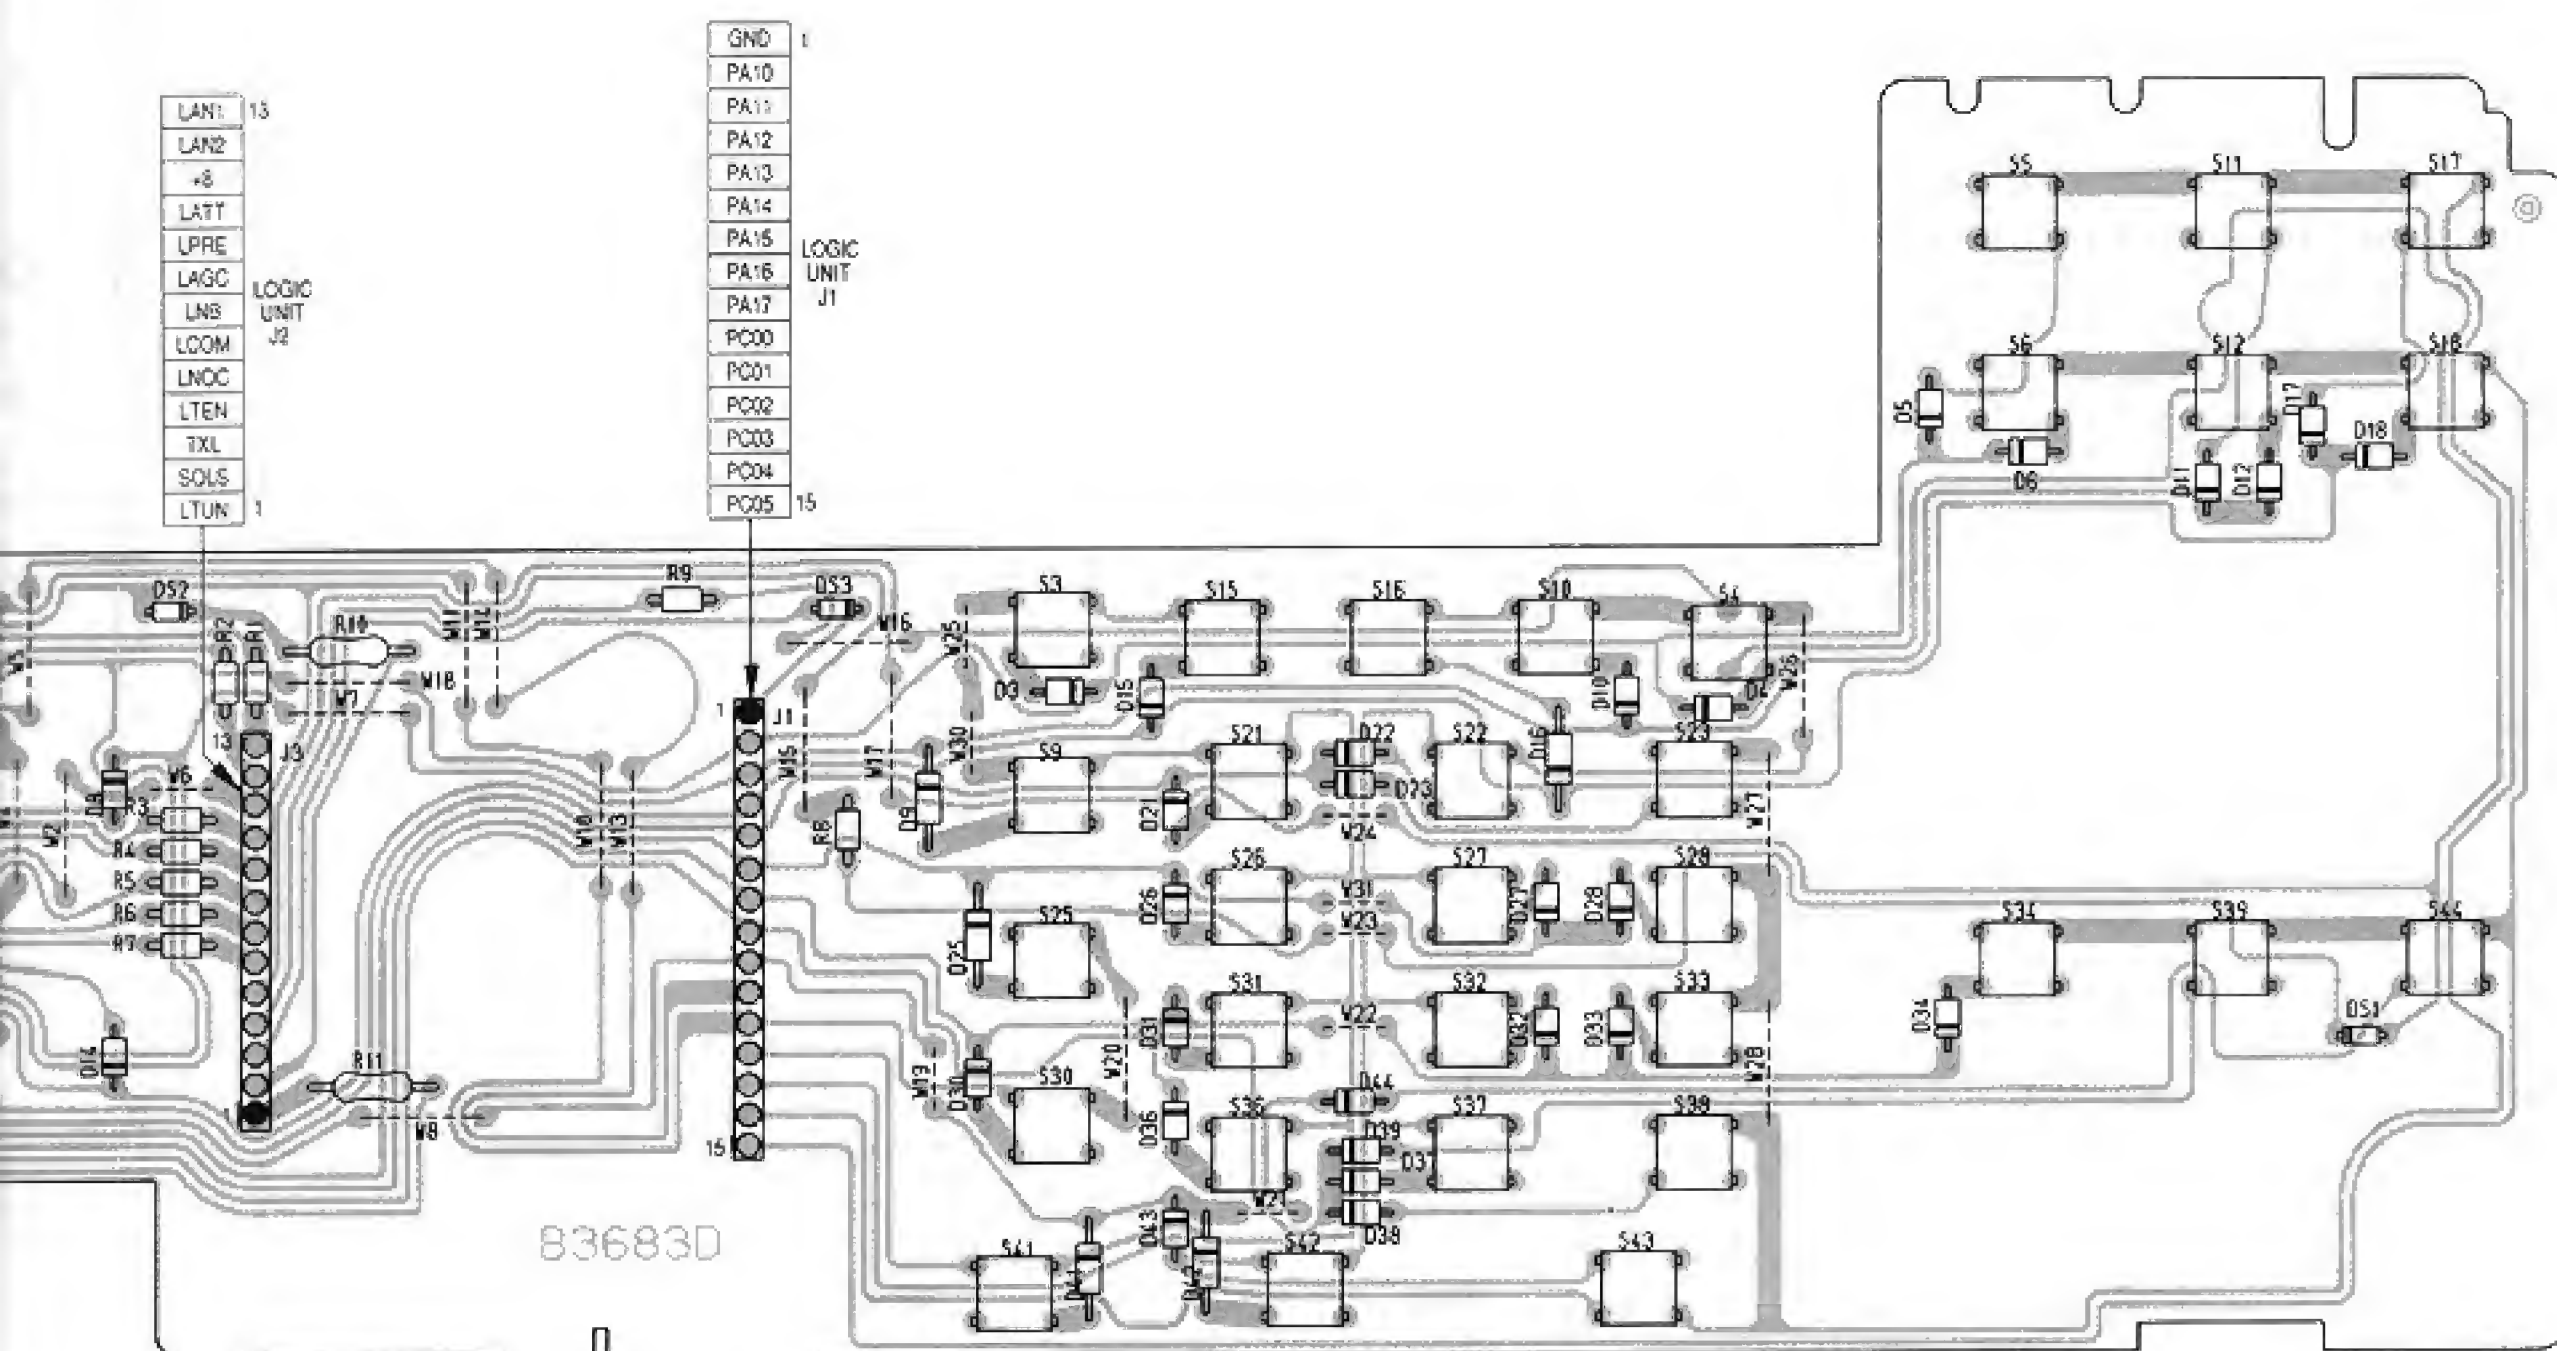 GND 1
PA10
PA11
PA12
PA13
PA14
PA15
PA16
PA17
PC00
PC01
PC02
PC03
PC04
PC05 15
LOGIC
UNIT
J1
LAN1 13
LAN2
+8
LATT
LPRE
LAGC
LNB
LCOM
LNOC
LTEN
TXL
SOLS
LTUN 1
LOGIC
UNIT
J2
S5 S11 S17
S6 S12 S18
D5 D17 D18
D6 D11 D12
DS2 R9 DS3 S3 S15 S16 S10 S4
R2 R1 R10 W11 W12 W16 W25
W5 W7 W18 D3 D15 D10 D4 W26
1 J1
13 J3 W15 W17 W30 S9 S21 D22 S22 D16 S23
D8 W6 D9 D21 D23 W27
R3 W2 W10 W13 R8 W24
R4 S26 S27 S28
R5 D26 W31 D27 D28
R6 S25 W23 S34 S39 S44
R7 D25
S31 S32 S33
D31 W22 D32 D33 D34 DS1
D14 R11 W19 D30 S30 W20 W28
D44
1 W8 D36 S36 S37 S38
15 D39
D37
W21
B3683D D43 D38
S41 S42 S43